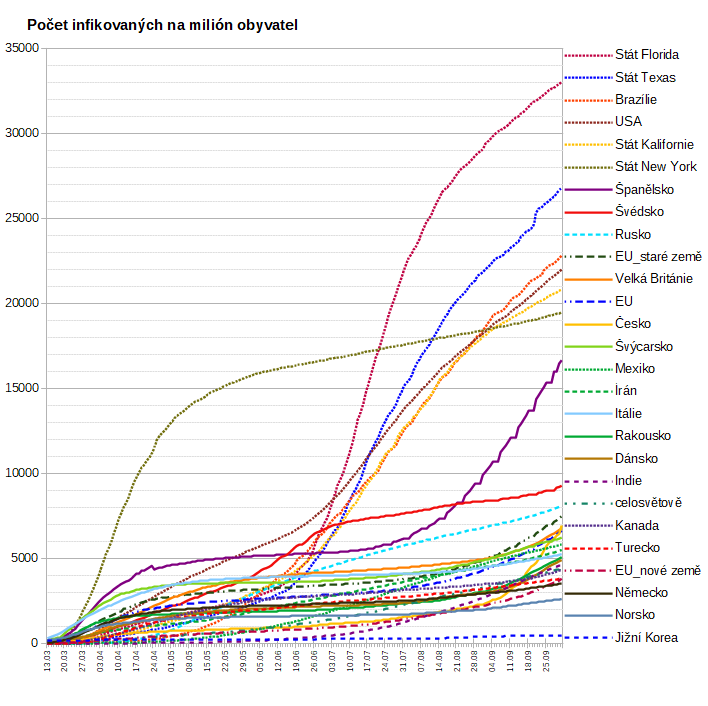 Počet infikovaných na milión obyvatel
35000
30000
25000
20000
15000
10000
5000
0
13.03
20.03
27.03
03.04
10.04
17.04
24.04
01.05
08.05
15.05
22.05
29.05
05.06
12.06
19.06
26.06
03.07
10.07
17.07
24.07
31.07
07.08
14.08
21.08
28.08
04.09
11.09
18.09
25.09
Stát Florida
Stát Texas
Brazílie
USA
Stát Kalifornie
Stát New York
Španělsko
Švédsko
Rusko
EU_staré země
Velká Británie
EU
Česko
Švýcarsko
Mexiko
Írán
Itálie
Rakousko
Dánsko
Indie
celosvětově
Kanada
Turecko
EU_nové země
Německo
Norsko
Jižní Korea